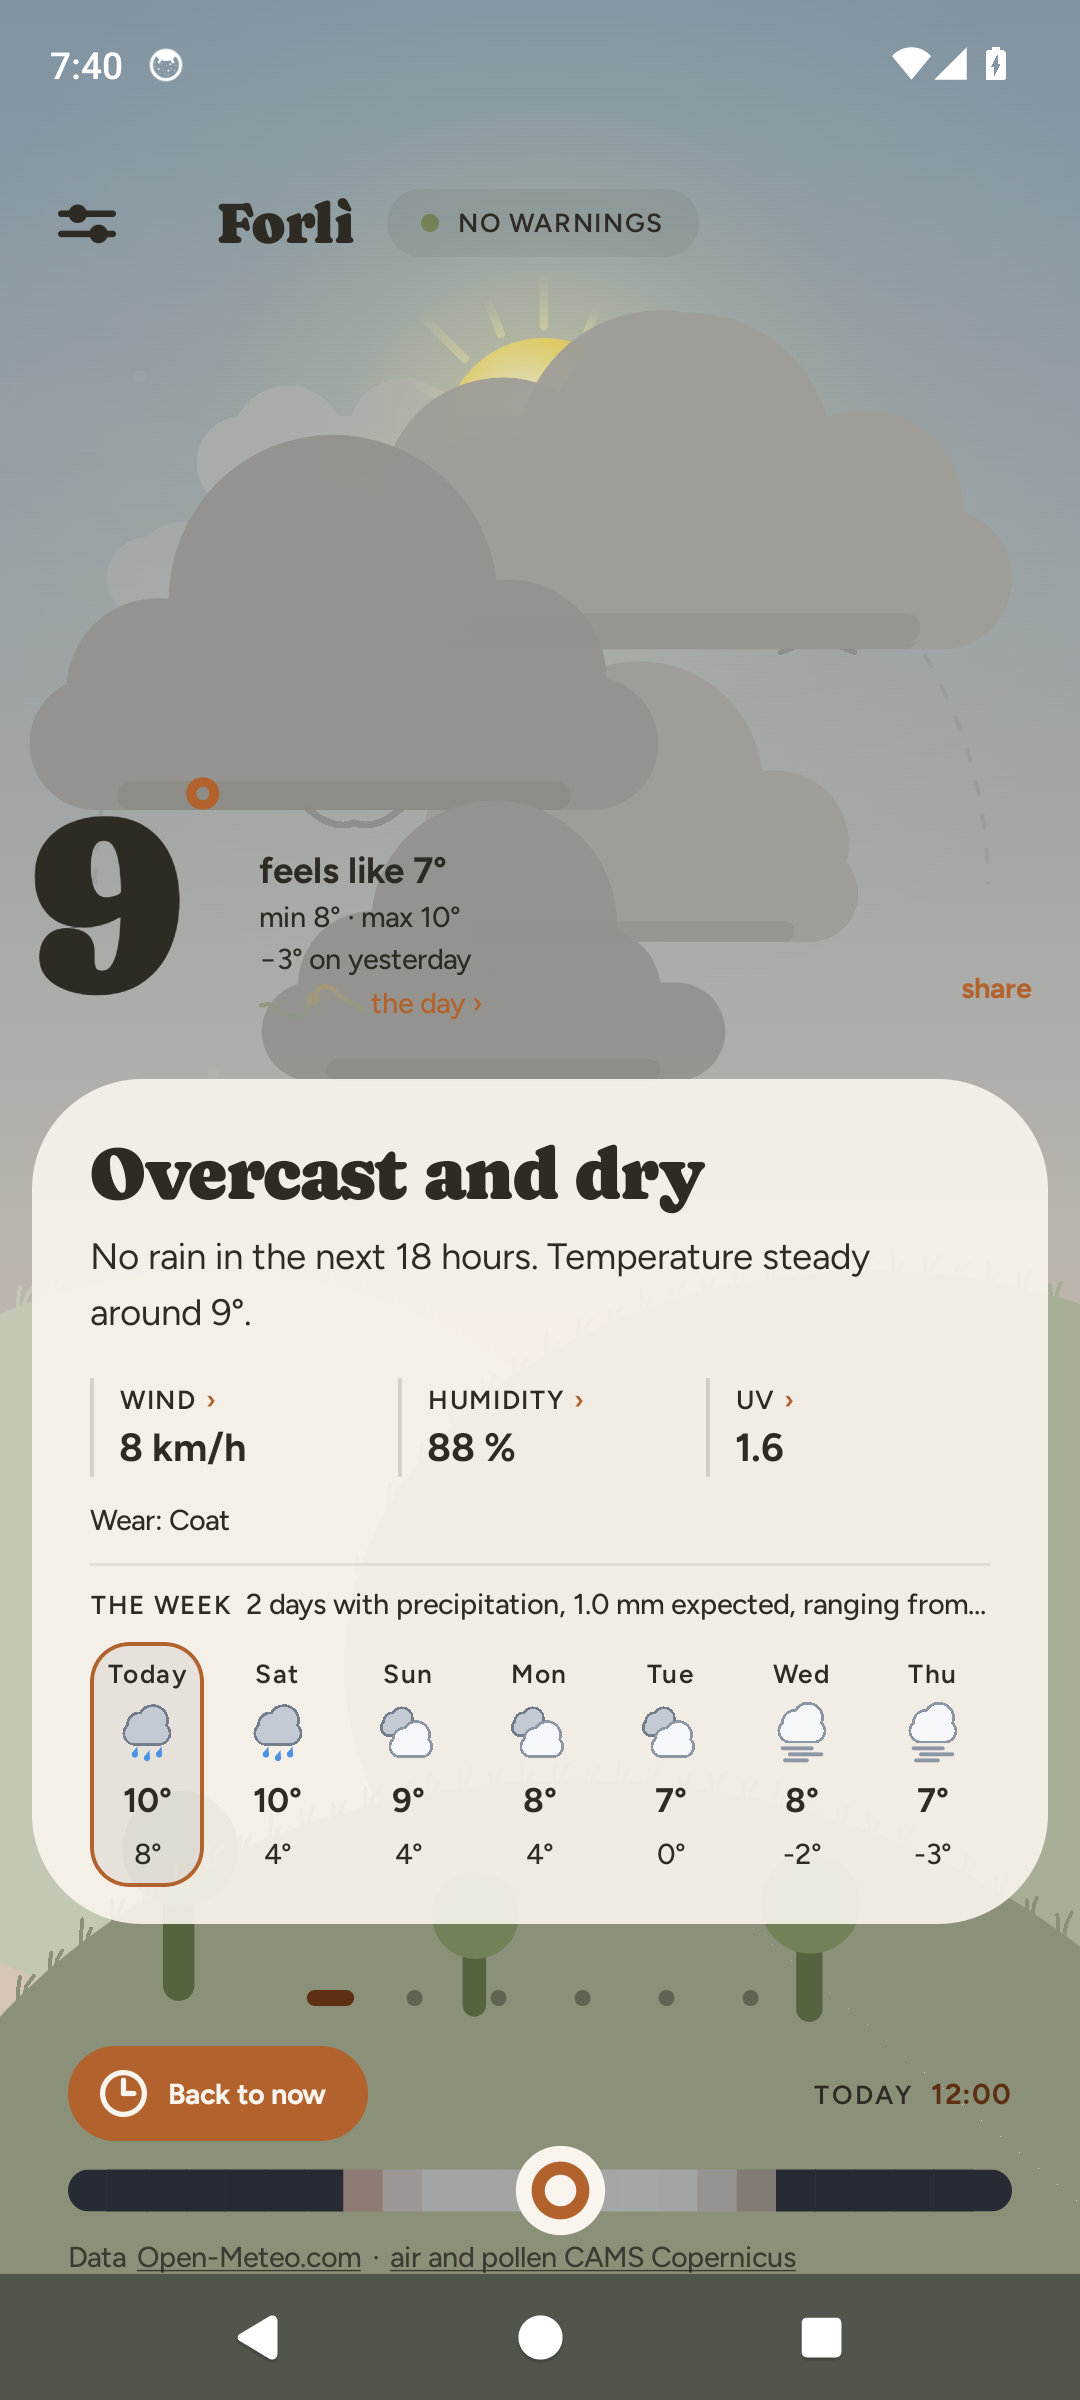 7:40
Forlì
NO WARNINGS
9°
feels like 7°
min 8° · max 10°
−3° on yesterday
the day ›
share
Overcast and dry
No rain in the next 18 hours. Temperature steady
around 9°.
WIND › HUMIDITY › UV ›
8 km/h 88 % 1.6
Wear: Coat
THE WEEK 2 days with precipitation, 1.0 mm expected, ranging from...
Today Sat Sun Mon Tue Wed Thu
10° 10° 9° 8° 7° 8° 7°
8° 4° 4° 4° 0° -2° -3°
Back to now
TODAY 12:00
Data Open-Meteo.com · air and pollen CAMS Copernicus